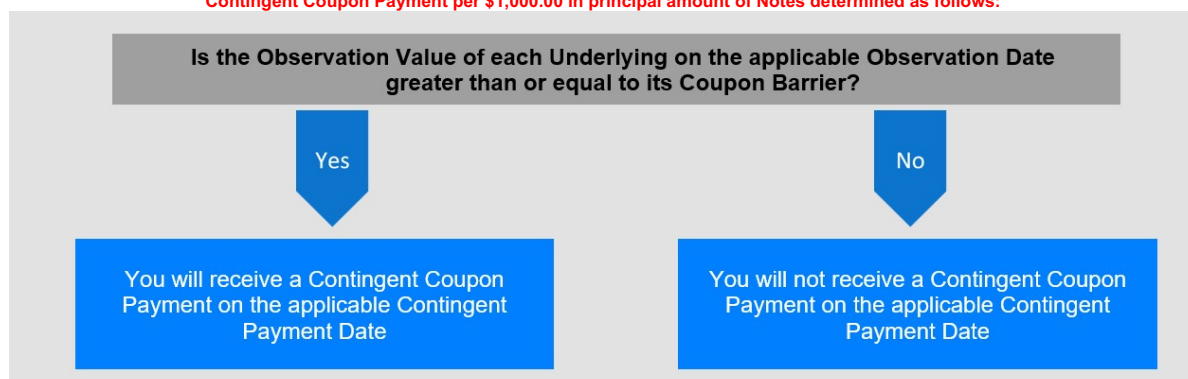 Contingent Coupon Payment per $1,000.00 in principal amount of Notes determined as follows:
Is the Observation Value of each Underlying on the applicable Observation Date
greater than or equal to its Coupon Barrier?
Yes
No
You will receive a Contingent Coupon
Payment on the applicable Contingent
Payment Date
You will not receive a Contingent Coupon
Payment on the applicable Contingent
Payment Date